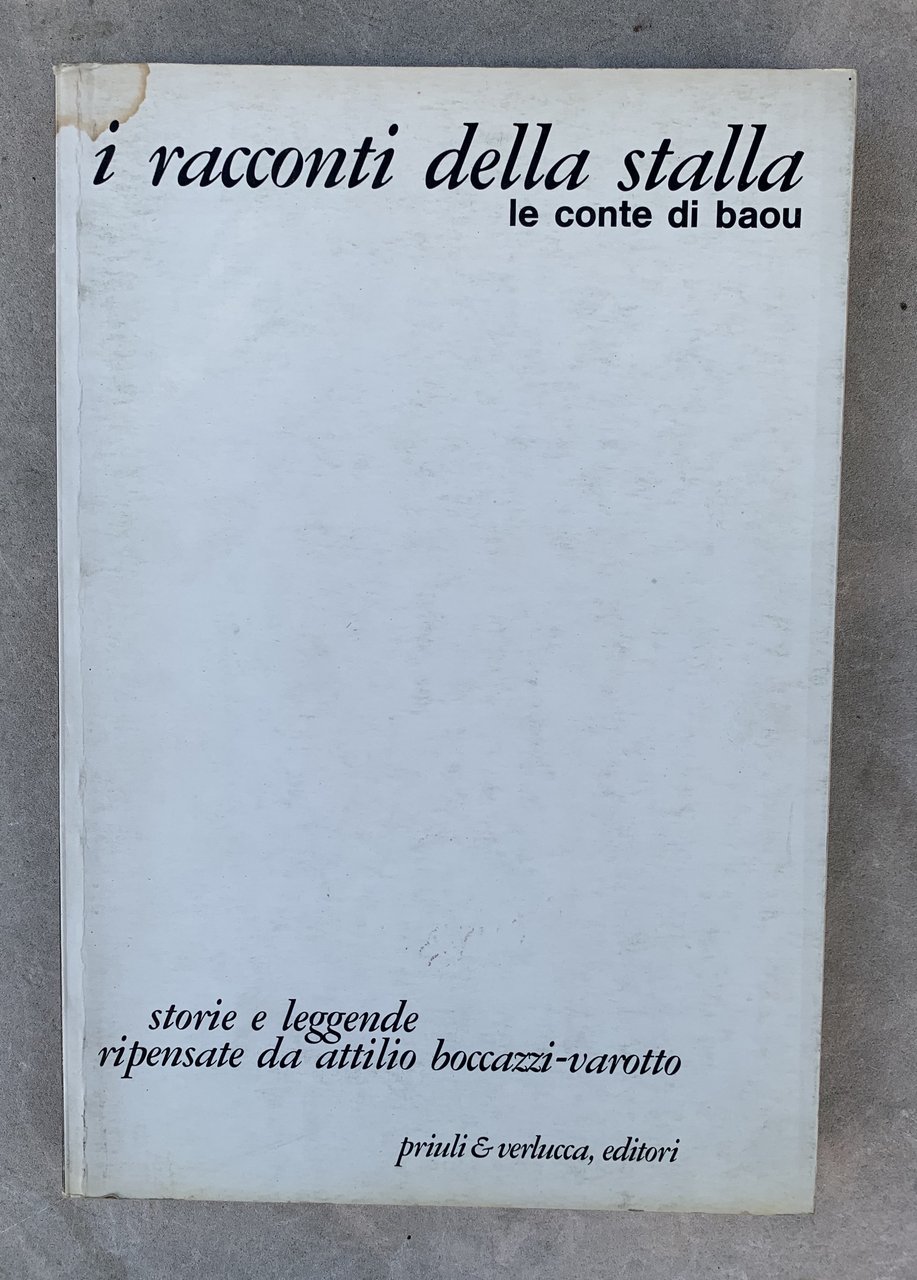 i racconti della stalla
le conte di baou
storie e leggende
ripensate da attilio boccazzi-varotto
priuli & verlucca, editori